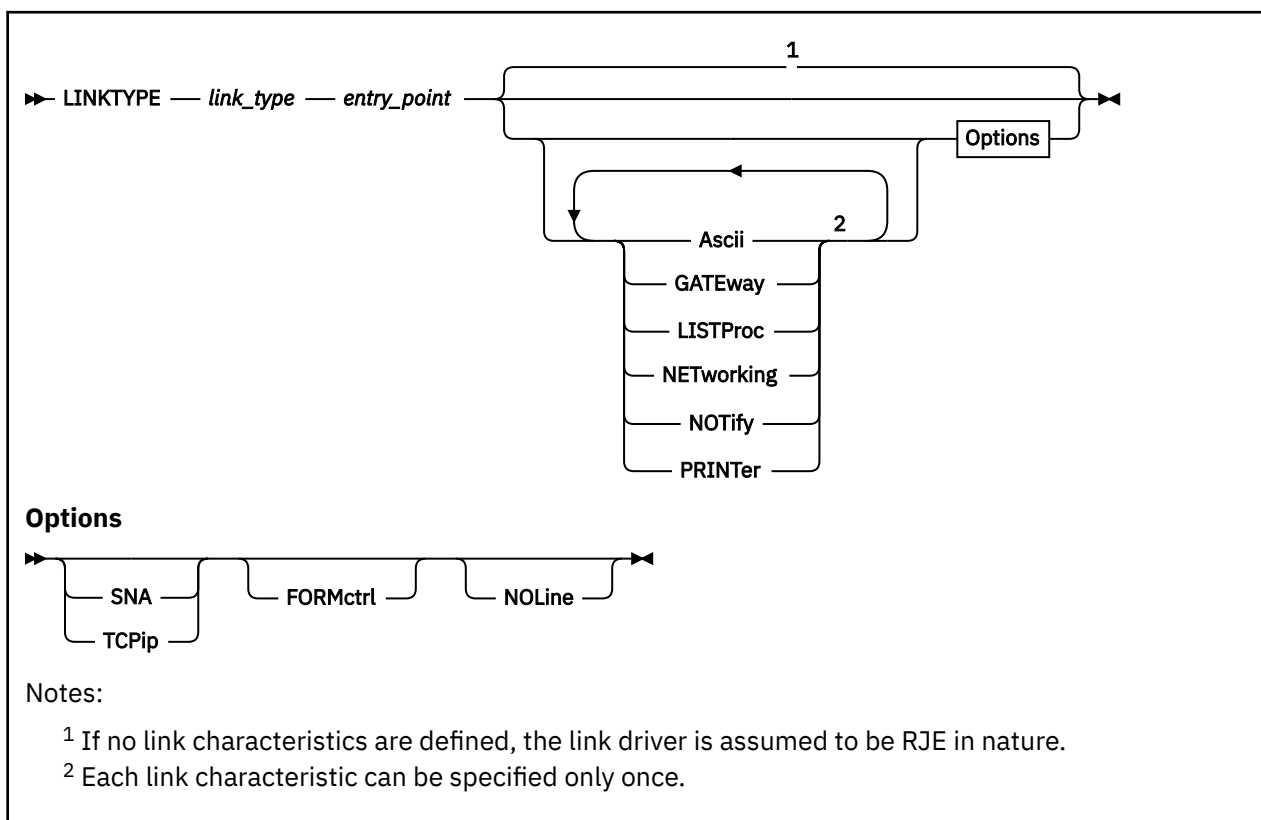 1
LINKTYPE link_type entry_point
Options
Ascii 2
GATEway
LISTProc
NETworking
NOTify
PRINTer
Options
SNA FORMctrl NOLine
TCPip
Notes:
1 If no link characteristics are defined, the link driver is assumed to be RJE in nature.
2 Each link characteristic can be specified only once.